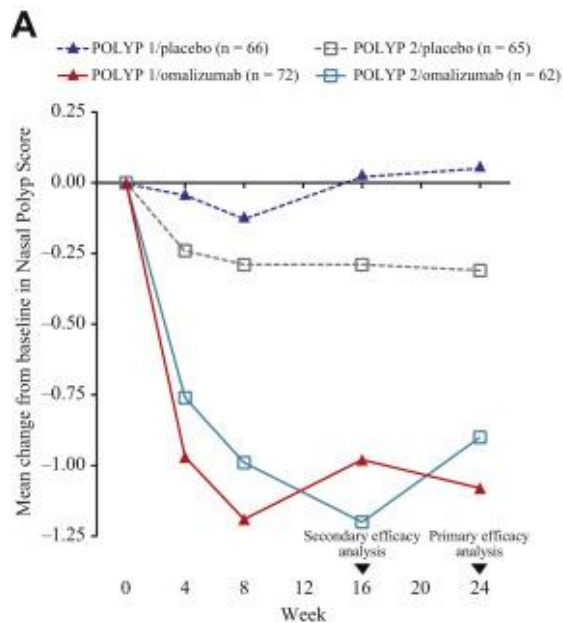 A
POLYP 1/placebo (n = 66) POLYP 2/placebo (n = 65)
POLYP 1/omalizumab (n = 72) POLYP 2/omalizumab (n = 62)
Mean change from baseline in Nasal Polyp Score
0.25
0.00
−0.25
−0.50
−0.75
−1.00
−1.25
Secondary efficacy
analysis
Primary efficacy
analysis
0 4 8 12 16 20 24
Week